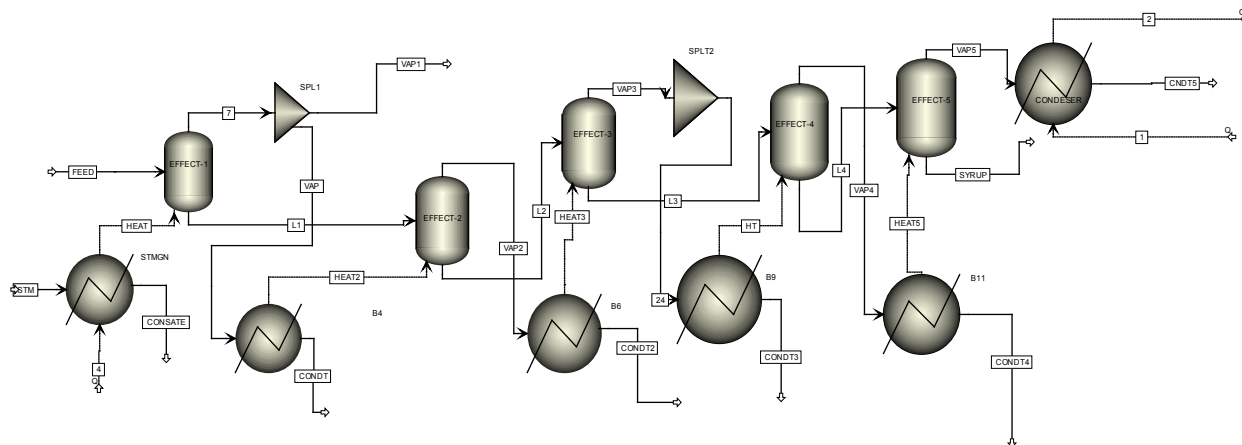 2
Q
SPLT2
VAP5
SPL1
VAP1
VAP3
CONDESER
CNDT5
EFFECT-5
EFFECT-4
7
EFFECT-3
1
Q
EFFECT-1
FEED
L4
SYRUP
VAP
VAP4
EFFECT-2
L2
HEAT3
L3
HEAT
L1
VAP2
HT
HEAT5
STMGN
HEAT2
B9
B11
STM
24
B6
B4
CONSATE
CONDT2
CONDT3
CONDT4
4
Q
CONDT